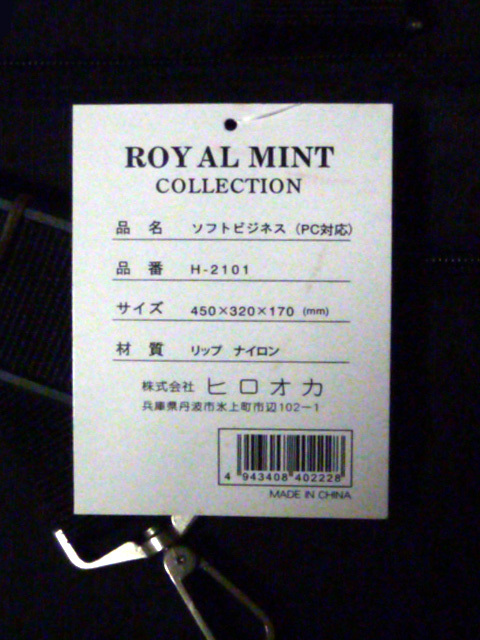 ROYAL MINT
COLLECTION
品 名 ソフトビジネス (PC対応)
品 番 H-2101
サイズ 450×320×170 (mm)
材 質 リップ ナイロン
株式会社 ヒロオカ
兵庫県丹波市氷上町市辺102-1
4 943408 402228
MADE IN CHINA